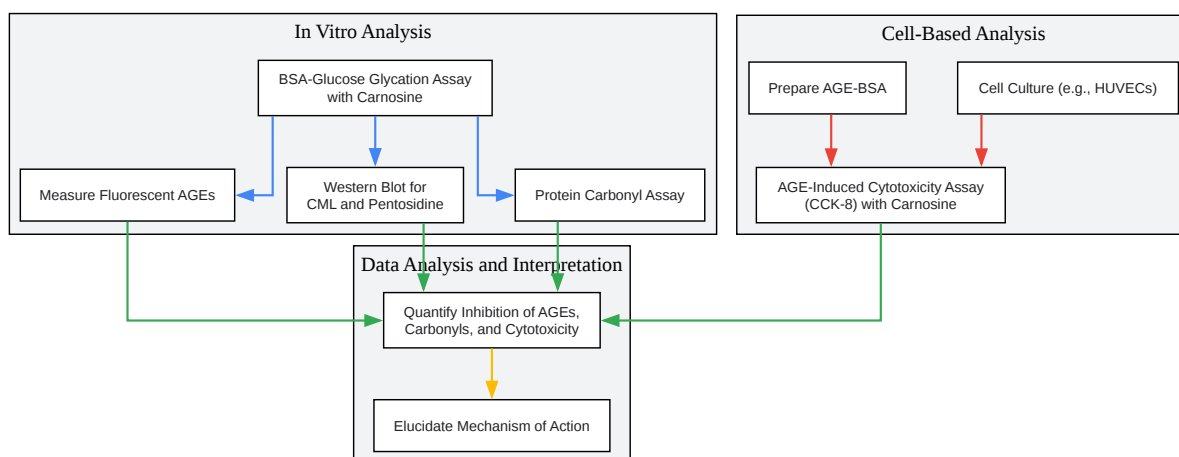 In Vitro Analysis
BSA-Glucose Glycation Assay
with Carnosine
Measure Fluorescent AGEs
Western Blot for
CML and Pentosidine
Protein Carbonyl Assay
Cell-Based Analysis
Prepare AGE-BSA
Cell Culture (e.g., HUVECs)
AGE-Induced Cytotoxicity Assay
(CCK-8) with Carnosine
Data Analysis and Interpretation
Quantify Inhibition of AGEs,
Carbonyls, and Cytotoxicity
Elucidate Mechanism of Action